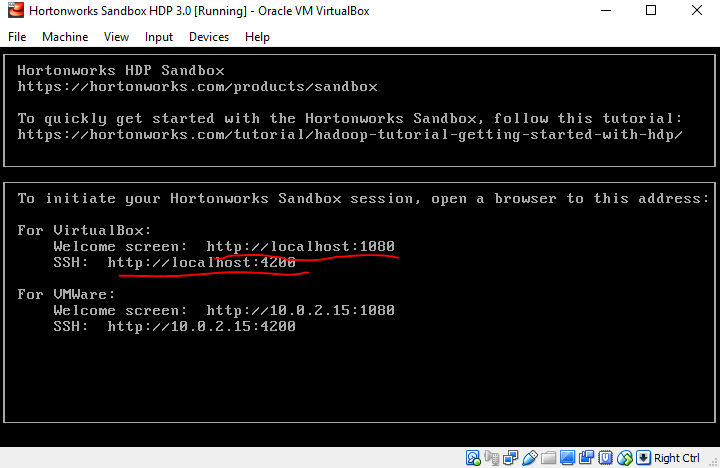 Hortonworks Sandbox HDP 3.0 [Running] - Oracle VM VirtualBox
File Machine View Input Devices Help
Hortonworks HDP Sandbox
https://hortonworks.com/products/sandbox
To quickly get started with the Hortonworks Sandbox, follow this tutorial:
https://hortonworks.com/tutorial/hadoop-tutorial-getting-started-with-hdp/
To initiate your Hortonworks Sandbox session, open a browser to this address:
For VirtualBox:
Welcome screen: http://localhost:1080
SSH: http://localhost:4200
For VMWare:
Welcome screen: http://10.0.2.15:1080
SSH: http://10.0.2.15:4200
Right Ctrl